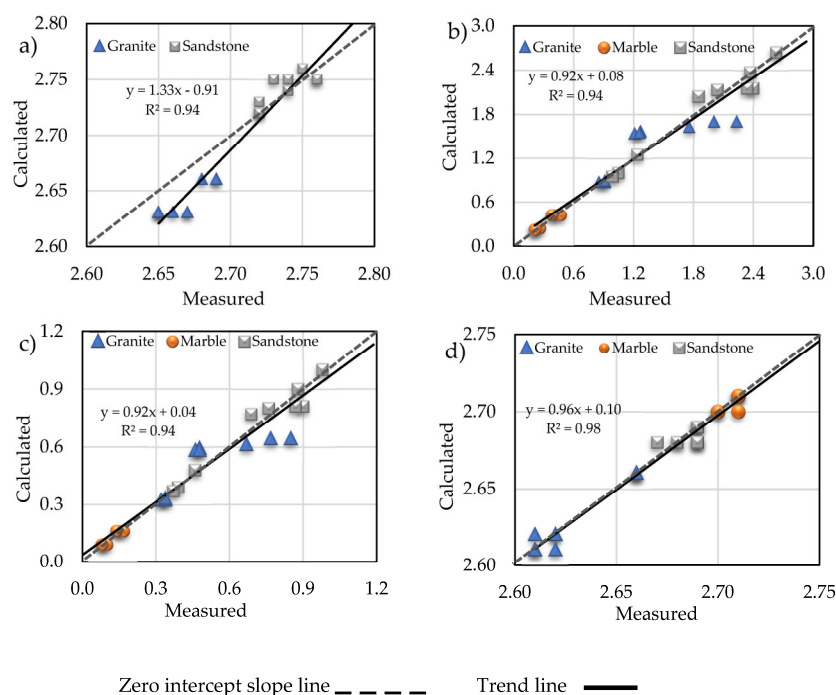 a)
2.80
Granite Sandstone
2.75
y = 1.33x - 0.91
R² = 0.94
2.70
2.65
2.60
Calculated
2.60 2.65 2.70 2.75 2.80
Measured
b)
3.0
Granite Marble Sandstone
2.4
y = 0.92x + 0.08
R² = 0.94
1.8
1.2
0.6
0.0
Calculated
0.0 0.6 1.2 1.8 2.4 3.0
Measured
c)
1.2
Granite Marble Sandstone
0.9
y = 0.92x + 0.04
R² = 0.94
0.6
0.3
0.0
Calculated
0.0 0.3 0.6 0.9 1.2
Measured
d)
2.75
Granite Marble Sandstone
2.70
y = 0.96x + 0.10
R² = 0.98
2.65
2.60
Calculated
2.60 2.65 2.70 2.75
Measured
Zero intercept slope line Trend line